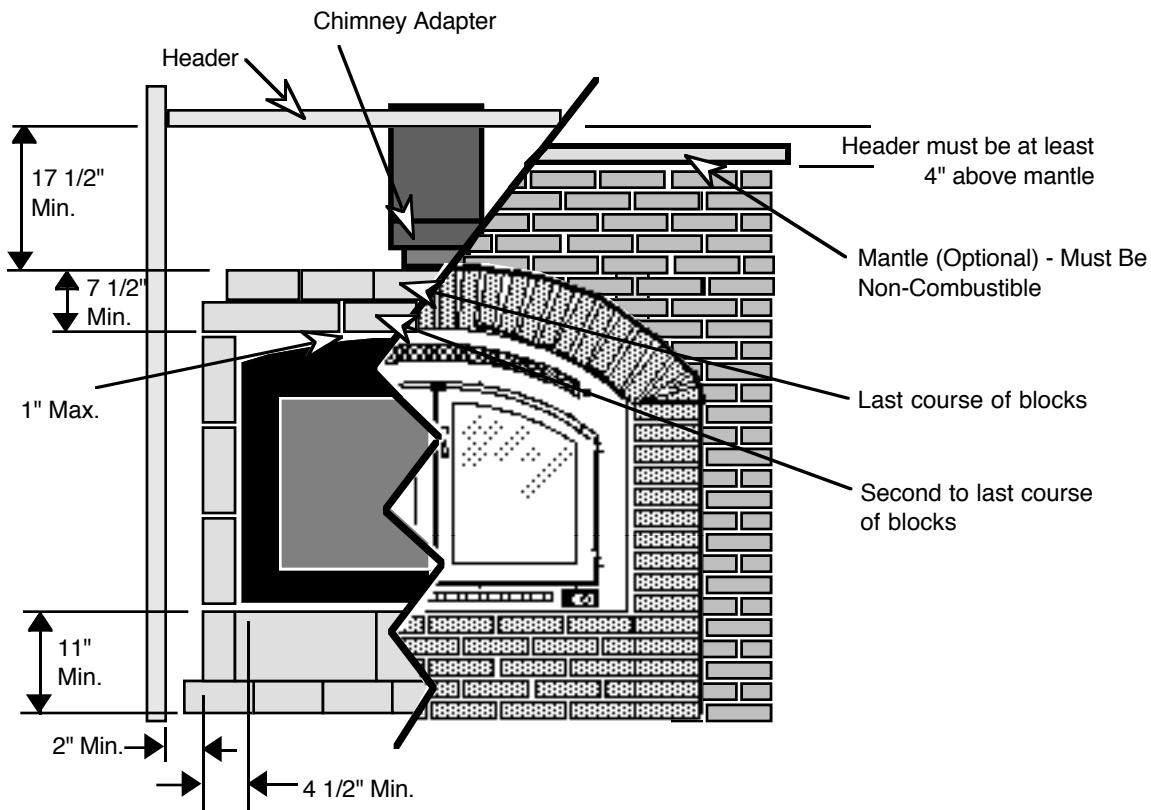 Chimney Adapter
Header
Header must be at least
4" above mantle
17 1/2"
Min.
Mantle (Optional) - Must Be
Non-Combustible
7 1/2"
Min.
1" Max.
Last course of blocks
Second to last course
of blocks
11"
Min.
2" Min.
4 1/2" Min.